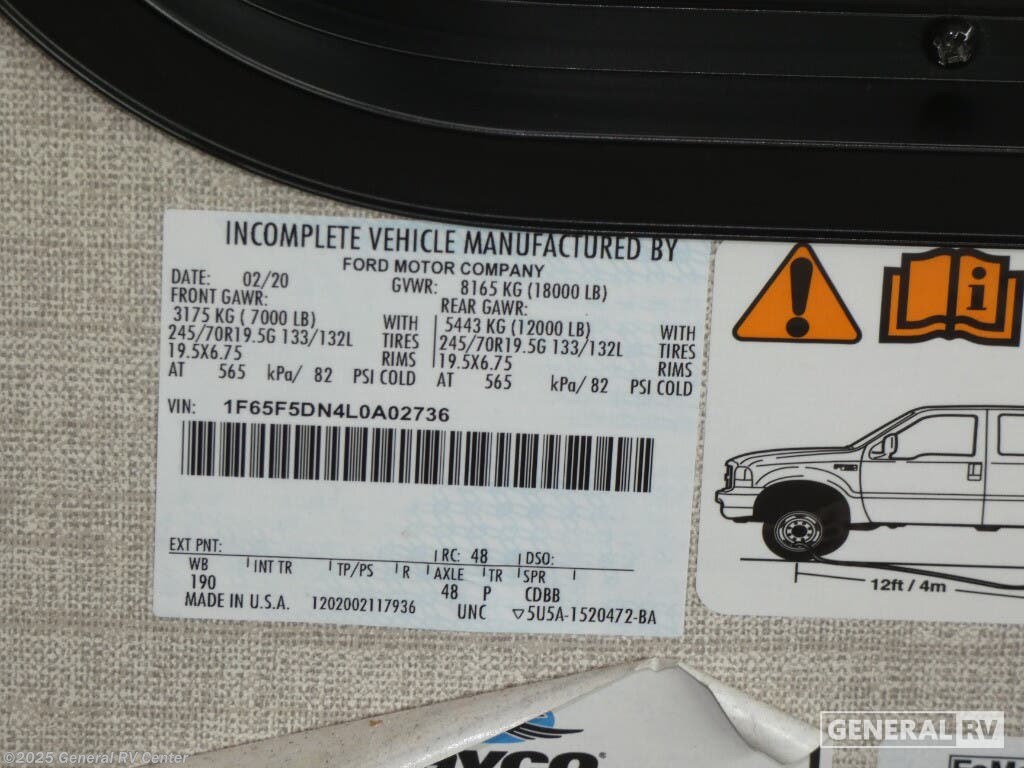 INCOMPLETE VEHICLE MANUFACTURED BY
FORD MOTOR COMPANY
DATE: 02/20 GVWR: 8165 KG (18000 LB)
FRONT GAWR: REAR GAWR:
3175 KG ( 7000 LB) WITH 5443 KG (12000 LB) WITH
245/70R19.5G 133/132L TIRES 245/70R19.5G 133/132L TIRES
19.5X6.75 RIMS 19.5X6.75 RIMS
AT 565 kPa/ 82 PSI COLD AT 565 kPa/ 82 PSI COLD
VIN: 1F65F5DN4L0A02736
EXT PNT: RC: 48 DSO:
WB INT TR TP/PS R AXLE TR SPR
190 48 P CDBB
MADE IN U.S.A. 1202002117936 UNC ▽5U5A-1520472-BA
12ft / 4m
GENERAL RV
©2025 General RV Center